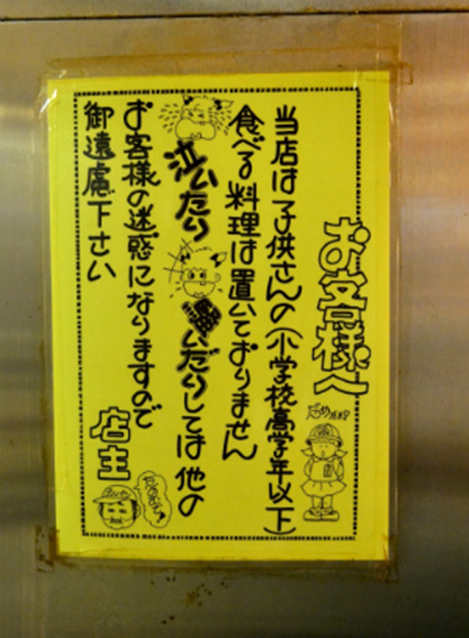 お客様へ
当店は子供さんの(小学校高学年以下)
食べる料理は置いておりません
泣いたり騒いだりしては他の
お客様の迷惑になりますので
御遠慮下さい
店主